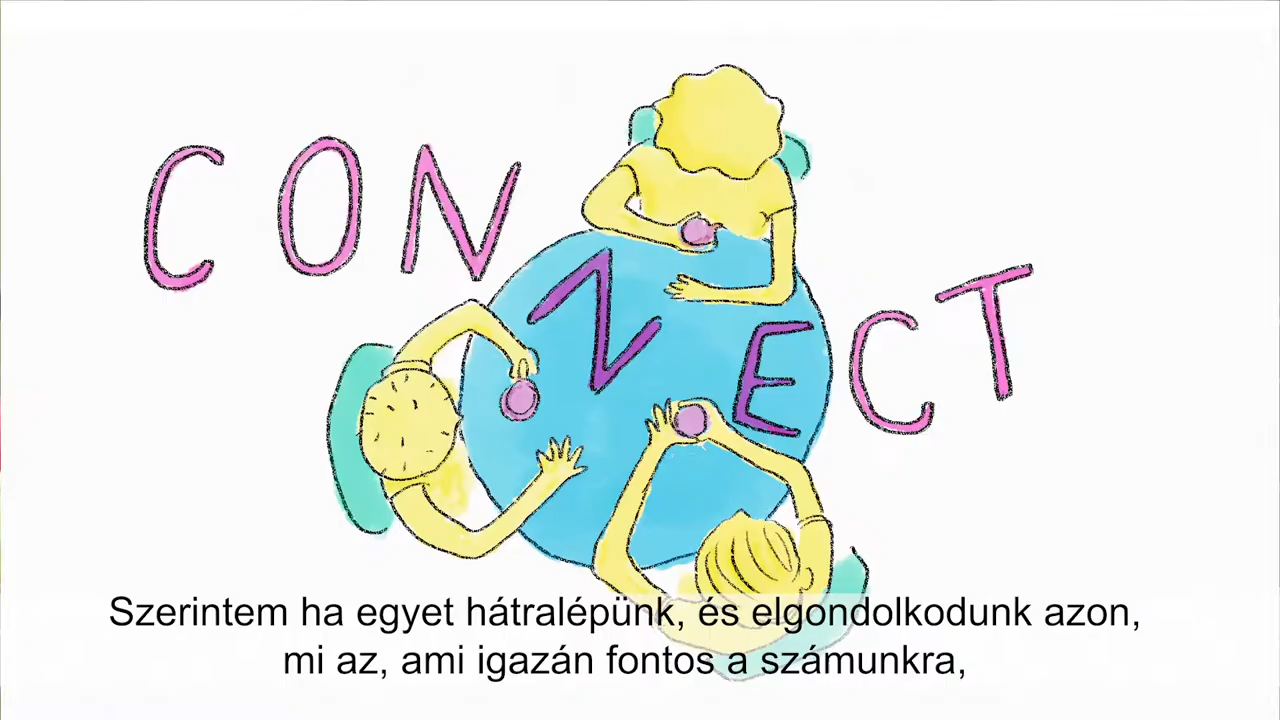 CONNECT
Szerintem ha egyet hátralépünk, és elgondolkodunk azon,
mi az, ami igazán fontos a számunkra,